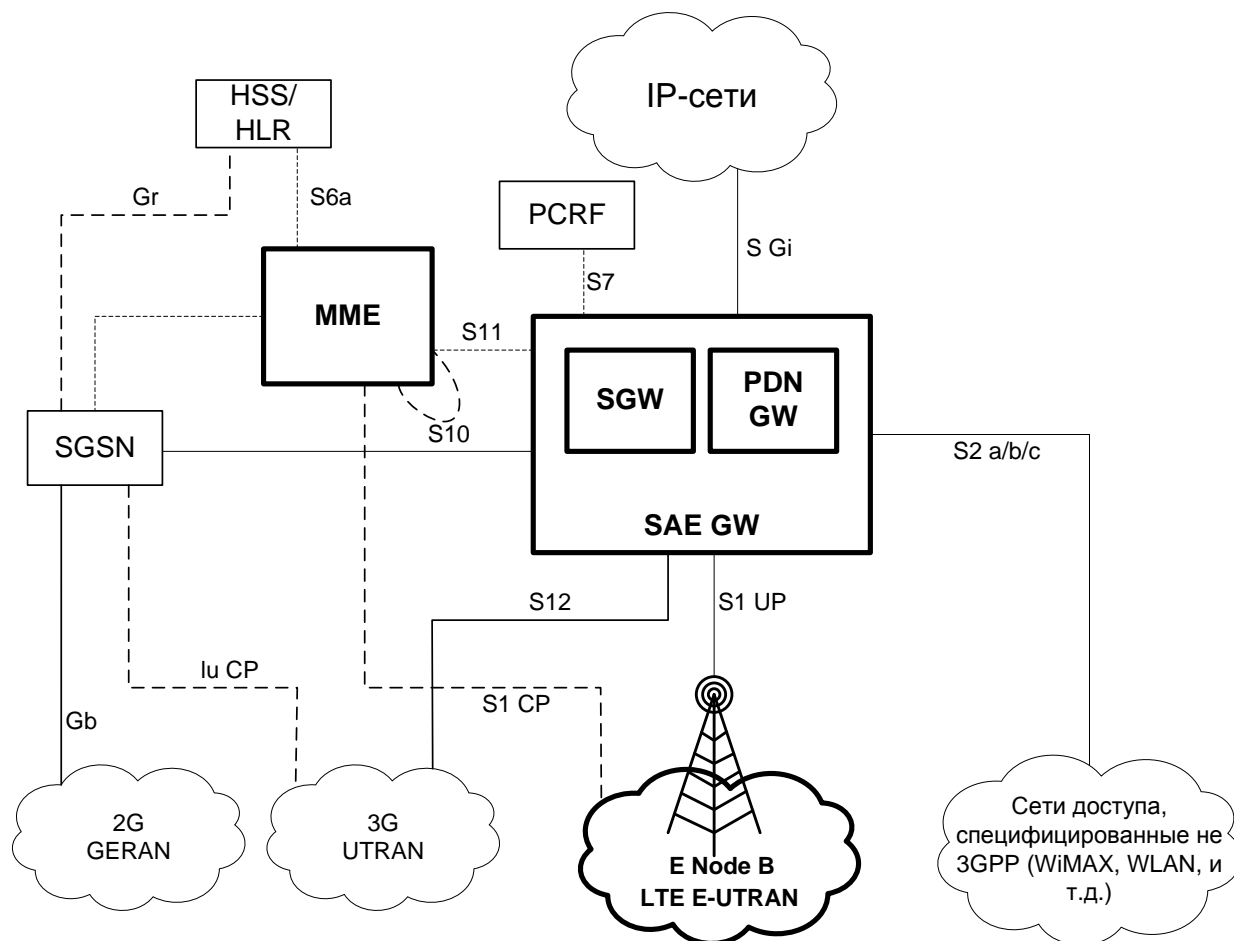 IP-сети
HSS/
HLR
Gr
S6a
PCRF
S Gi
S7
MME
S11
SGW
PDN
GW
S10
SGSN
S2 a/b/c
SAE GW
S12
S1 UP
Iu CP
S1 CP
Gb
2G
GERAN
3G
UTRAN
E Node B
LTE E-UTRAN
Сети доступа,
специфицированные не
3GPP (WiMAX, WLAN, и
т.д.)